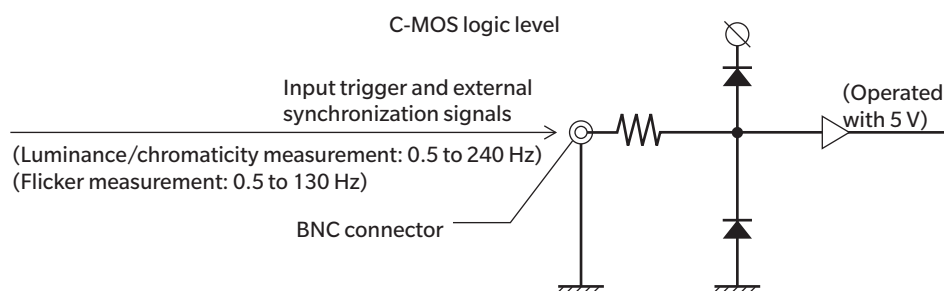 C-MOS logic level
Input trigger and external
synchronization signals
(Operated
with 5 V)
(Luminance/chromaticity measurement: 0.5 to 240 Hz)
(Flicker measurement: 0.5 to 130 Hz)
BNC connector